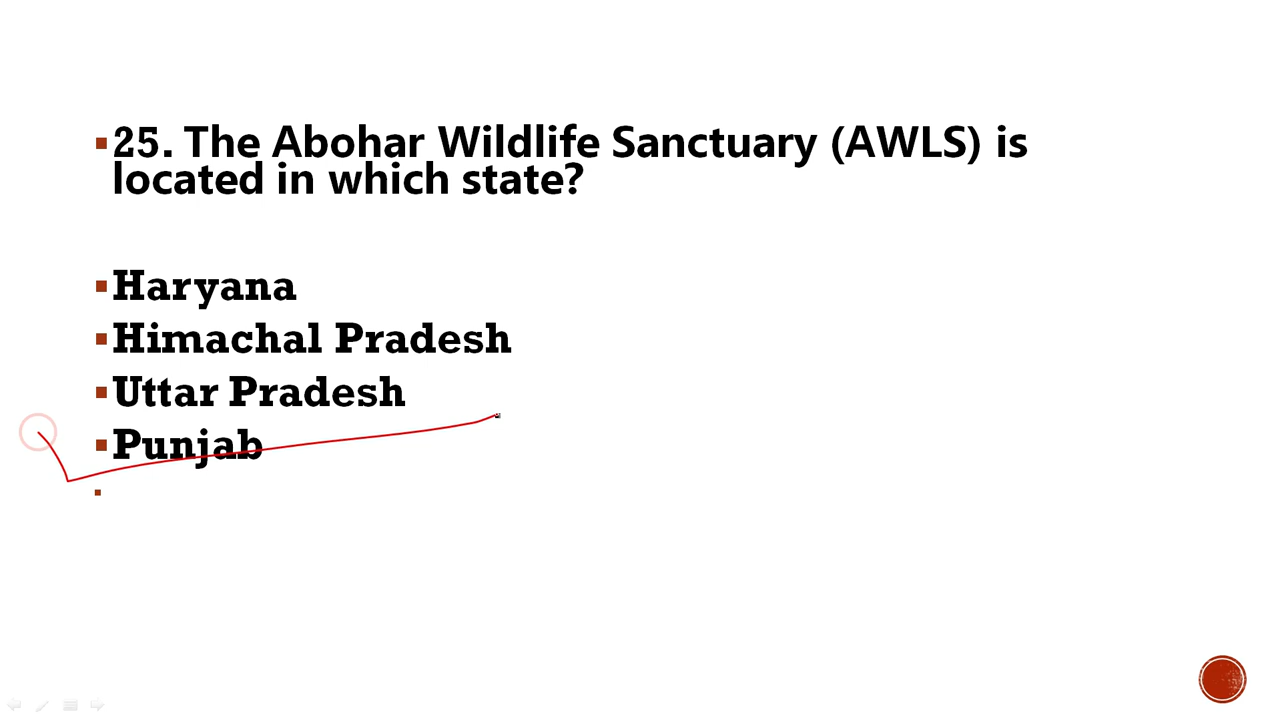 25. The Abohar Wildlife Sanctuary (AWLS) is
located in which state?
Haryana
Himachal Pradesh
Uttar Pradesh
Punjab